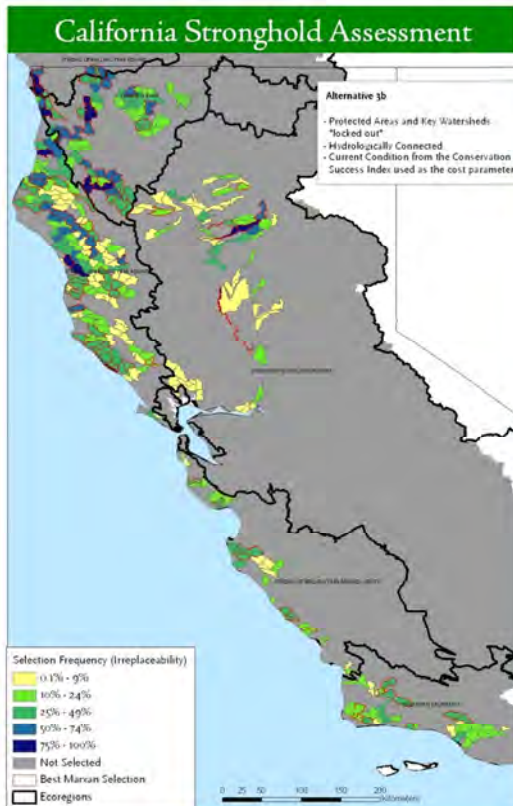 California Stronghold Assessment
Alternative 3b
- Protected Areas and Key Watersheds
"locked out"
- Hydrologically Connected
- Current Condition from the Conservation
Success Index used as the cost parameter
Selection Frequency (Irreplaceability)
0.1% - 9%
10% - 24%
25% - 49%
50% - 74%
75% - 100%
Not Selected
Best Marxan Selection
Ecoregions
0 25 50 100 150 200
Kilometers